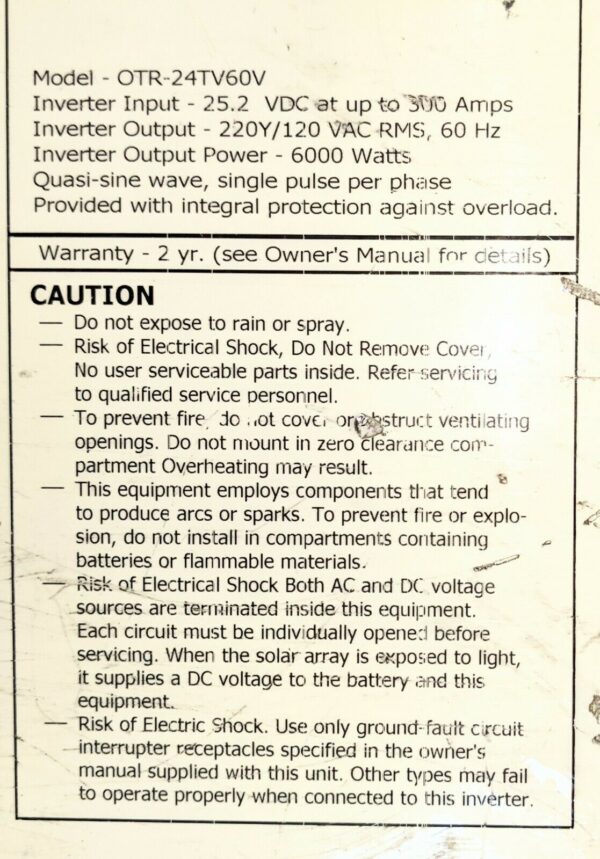 Model - OTR-24TV60V
Inverter Input - 25.2 VDC at up to 300 Amps
Inverter Output - 220Y/120 VAC RMS, 60 Hz
Inverter Output Power - 6000 Watts
Quasi-sine wave, single pulse per phase
Provided with integral protection against overload.
Warranty - 2 yr. (see Owner's Manual for details)
CAUTION
— Do not expose to rain or spray.
— Risk of Electrical Shock, Do Not Remove Cover,
No user serviceable parts inside. Refer servicing
to qualified service personnel.
— To prevent fire, do not cover or obstruct ventilating
openings. Do not mount in zero clearance com-
partment Overheating may result.
— This equipment employs components that tend
to produce arcs or sparks. To prevent fire or explo-
sion, do not install in compartments containing
batteries or flammable materials.
— Risk of Electrical Shock Both AC and DC voltage
sources are terminated inside this equipment.
Each circuit must be individually opened before
servicing. When the solar array is exposed to light,
it supplies a DC voltage to the battery and this
equipment.
— Risk of Electric Shock. Use only ground-fault circuit
interrupter receptacles specified in the owner's
manual supplied with this unit. Other types may fail
to operate properly when connected to this inverter.